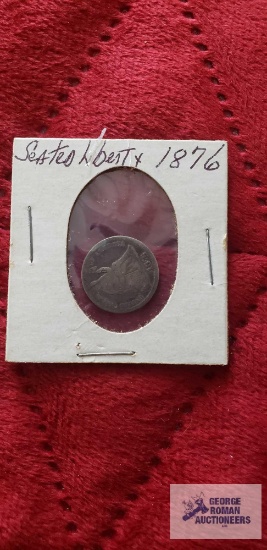 Seated Liberty 1876
GEORGE
ROMAN
AUCTIONEERS